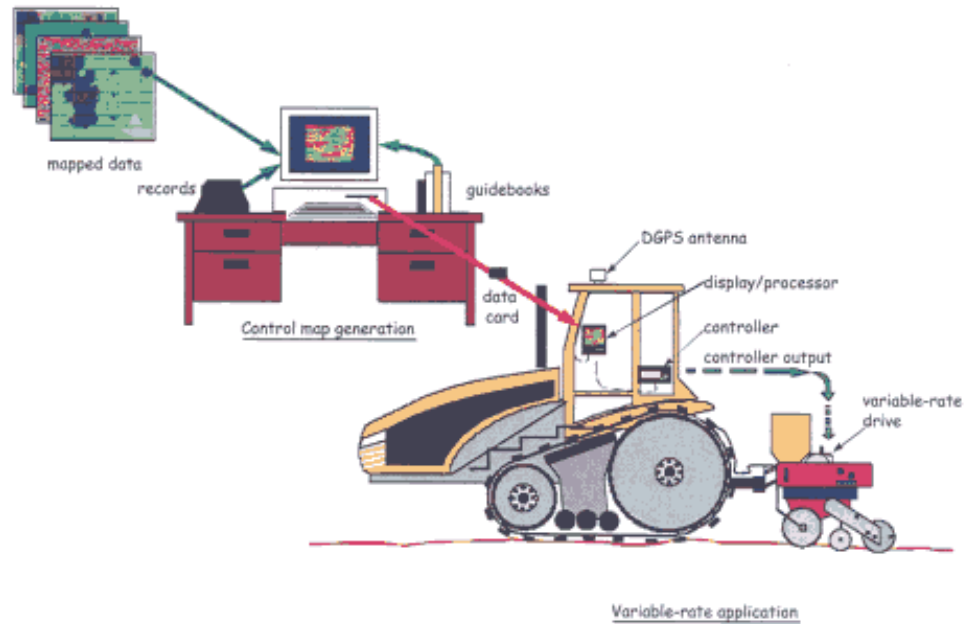 mapped data
records
guidebooks
DGPS antenna
display/processor
data
card
Control map generation
controller
controller output
variable-rate
drive
Variable-rate application